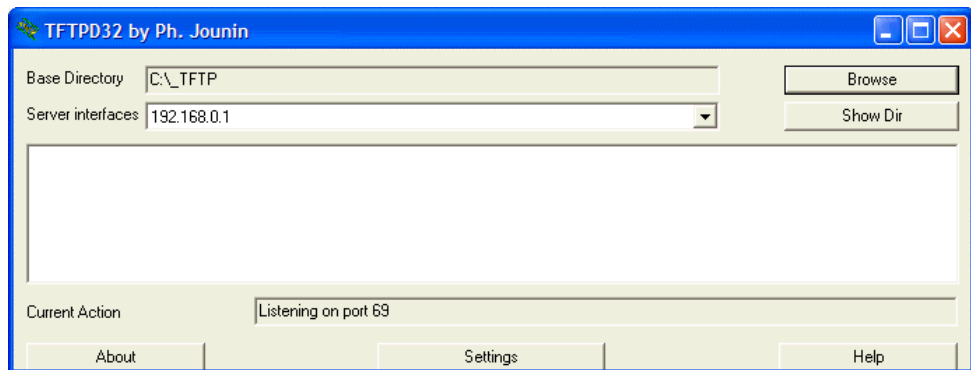 TFTPD32 by Ph. Jounin
Base Directory C:\_TFTP Browse
Server interfaces 192.168.0.1 Show Dir
Current Action Listening on port 69
About Settings Help